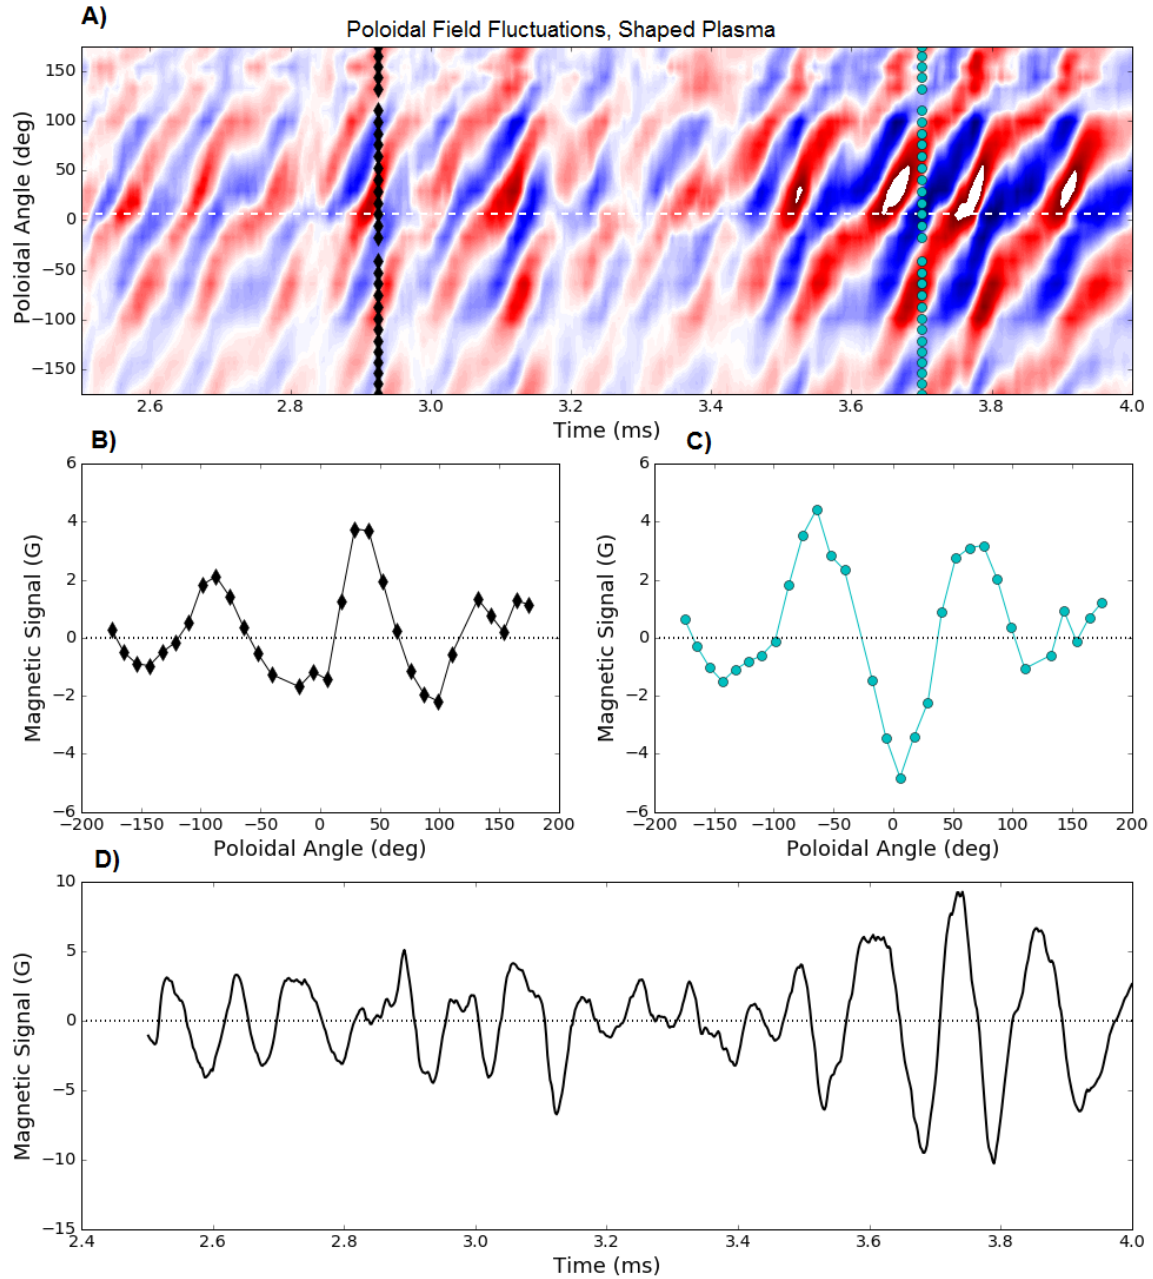 A)
Poloidal Field Fluctuations, Shaped Plasma
Poloidal Angle (deg)
150
100
50
0
−50
−100
−150
2.6 2.8 3.0 3.2 3.4 3.6 3.8 4.0
Time (ms)
B)
Magnetic Signal (G)
6
4
2
0
−2
−4
−6
−200 −150 −100 −50 0 50 100 150 200
Poloidal Angle (deg)
C)
Magnetic Signal (G)
6
4
2
0
−2
−4
−6
−200 −150 −100 −50 0 50 100 150 200
Poloidal Angle (deg)
D)
Magnetic Signal (G)
10
5
0
−5
−10
−15
2.4 2.6 2.8 3.0 3.2 3.4 3.6 3.8 4.0
Time (ms)